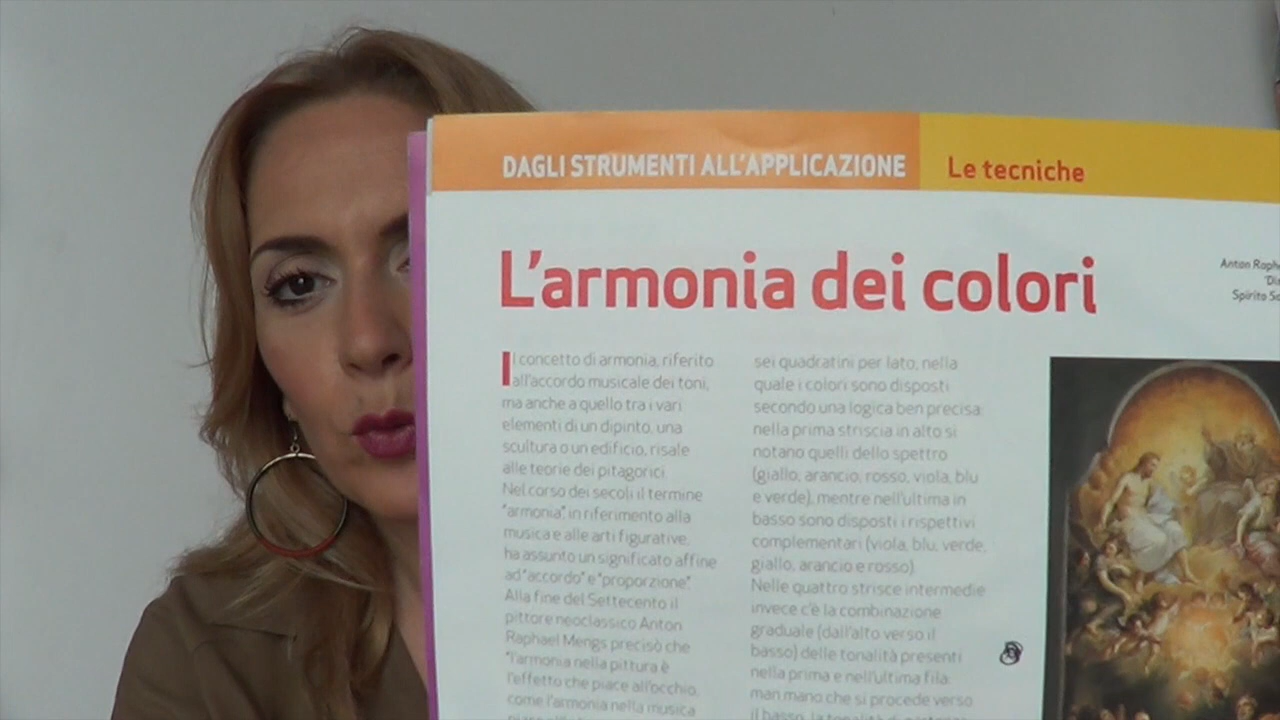 DAGLI STRUMENTI ALL'APPLICAZIONE
Le tecniche
L'armonia dei colori
Il concetto di armonia, riferito
all'accordo musicale dei toni,
ma anche a quello tra i vari
elementi di un dipinto, una
scultura o un edificio, risale
alle teorie dei pitagorici.
Nel corso dei secoli il termine
"armonia", in riferimento alla
musica e alle arti figurative,
ha assunto un significato affine
ad "accordo" e "proporzione".
Alla fine del Settecento il
pittore neoclassico Anton
Raphael Mengs precisò che
"l'armonia nella pittura è
l'effetto che piace all'occhio,
come l'armonia nella musica
sei quadratini per lato, nella
quale i colori sono disposti
secondo una logica ben precisa:
nella prima striscia in alto si
notano quelli dello spettro
(giallo, arancio, rosso, viola, blu
e verde), mentre nell'ultima in
basso sono disposti i rispettivi
complementari (viola, blu, verde,
giallo, arancio e rosso).
Nelle quattro strisce intermedie
invece c'è la combinazione
graduale (dall'alto verso il
basso) delle tonalità presenti
nella prima e nell'ultima fila:
man mano che si procede verso
il basso, la tonalità di
Anton
Spirito